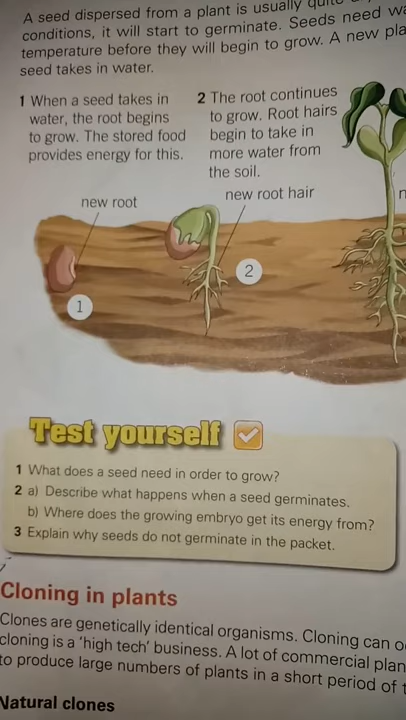 A seed dispersed from a plant is usually quite
conditions, it will start to germinate. Seeds need
temperature before they will begin to grow. A new
seed takes in water.
1 When a seed takes in
water, the root begins
to grow. The stored food
provides energy for this.
2 The root continues
to grow. Root hairs
begin to take in
more water from
the soil.
new root
new root hair
1
2
Test yourself
1 What does a seed need in order to grow?
2 a) Describe what happens when a seed germinates.
b) Where does the growing embryo get its energy from?
3 Explain why seeds do not germinate in the packet.
Cloning in plants
Clones are genetically identical organisms. Cloning can
cloning is a 'high tech' business. A lot of commercial
to produce large numbers of plants in a short period of
Natural clones